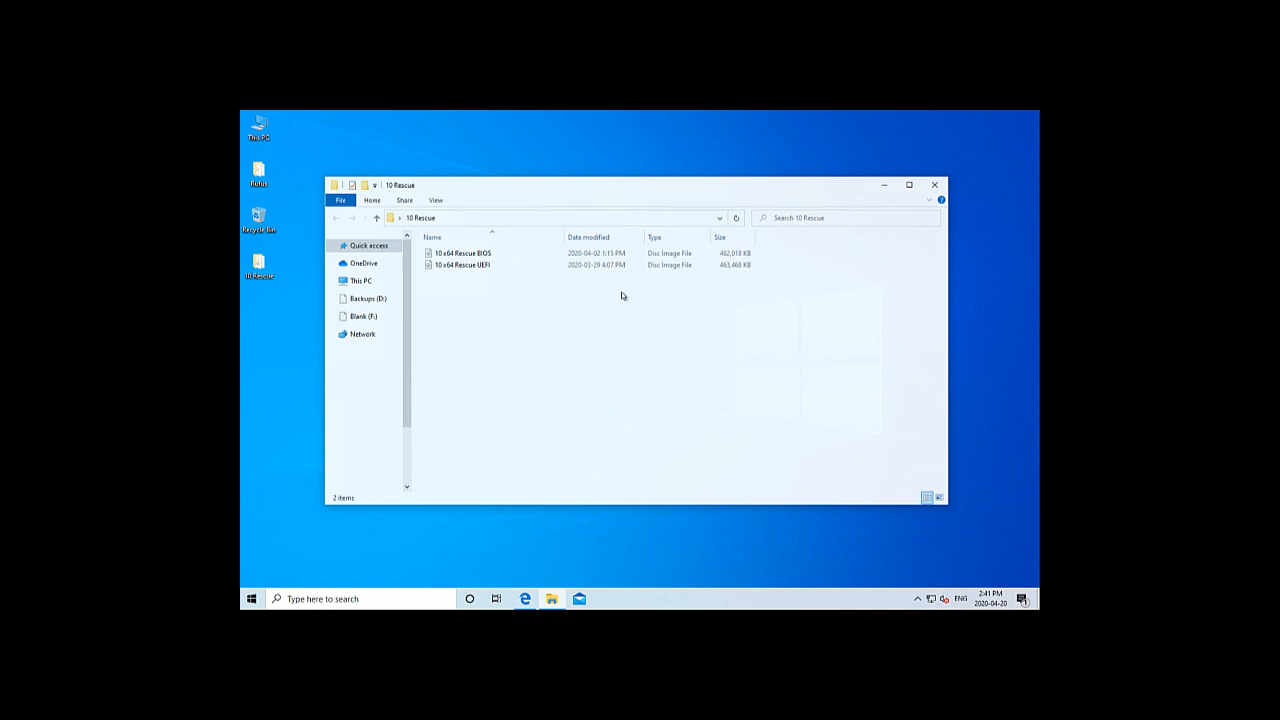 This PC
Rufus
Recycle Bin
10 Rescue
10 Rescue
File Home Share View
10 Rescue
Search 10 Rescue
Name Date modified Type Size
10 x64 Rescue BIOS 2020-04-02 1:15 PM Disc Image File 462,018 KB
10 x64 Rescue UEFI 2020-03-29 4:07 PM Disc Image File 463,468 KB
Quick access
OneDrive
This PC
Backups (D:)
Blank (F:)
Network
2 items
Type here to search
ENG
2:41 PM
2020-04-20
1